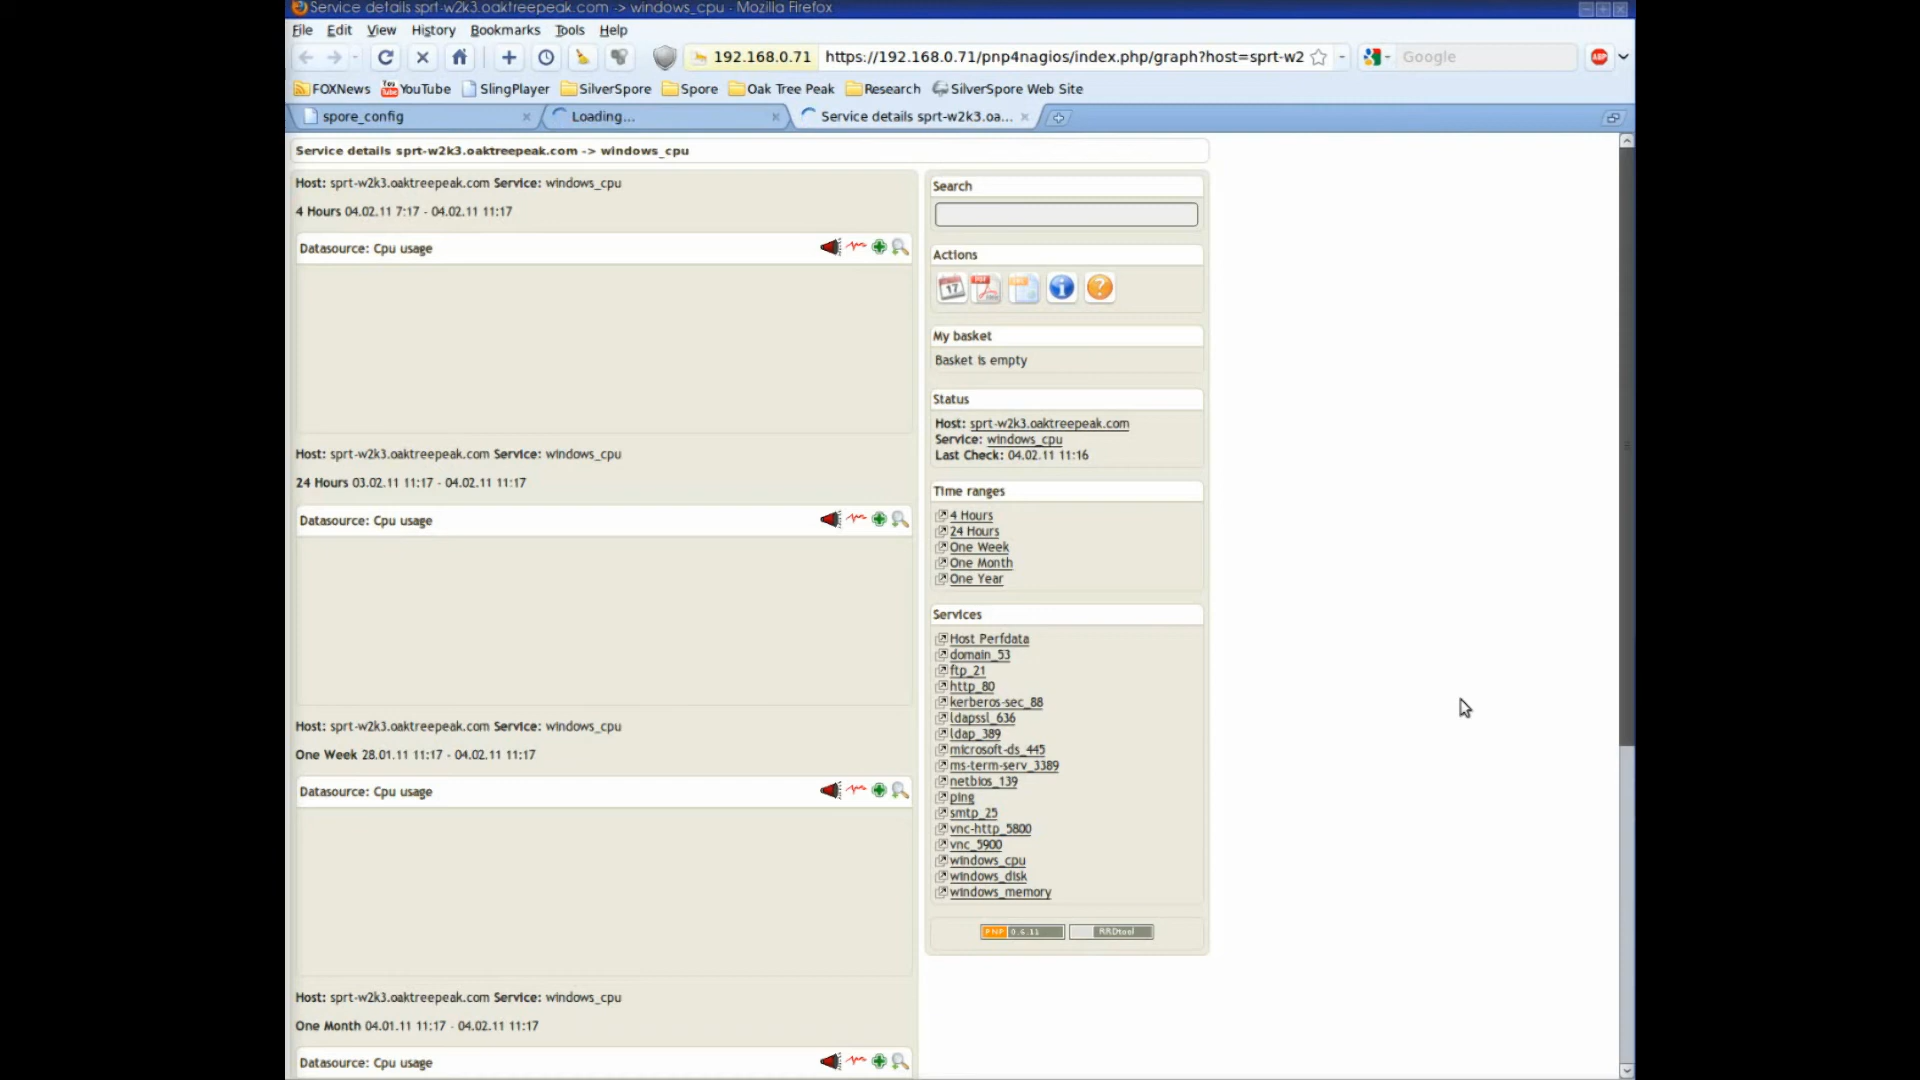 Service details sprt-w2k3.oaktreepeak.com -> windows_cpu - Mozilla Firefox
File Edit View History Bookmarks Tools Help
192.168.0.71 https://192.168.0.71/pnp4nagios/index.php/graph?host=sprt-w2 Google ABP
FOXNews YouTube SlingPlayer SilverSpore Spore Oak Tree Peak Research SilverSpore Web Site
spore_config Loading... Service details sprt-w2k3.oa...
Service details sprt-w2k3.oaktreepeak.com -> windows_cpu
Host: sprt-w2k3.oaktreepeak.com Service: windows_cpu
4 Hours 04.02.11 7:17 - 04.02.11 11:17
Datasource: Cpu usage
Host: sprt-w2k3.oaktreepeak.com Service: windows_cpu
24 Hours 03.02.11 11:17 - 04.02.11 11:17
Datasource: Cpu usage
Host: sprt-w2k3.oaktreepeak.com Service: windows_cpu
One Week 28.01.11 11:17 - 04.02.11 11:17
Datasource: Cpu usage
Host: sprt-w2k3.oaktreepeak.com Service: windows_cpu
One Month 04.01.11 11:17 - 04.02.11 11:17
Datasource: Cpu usage
Search
Actions
17 PDF
My basket
Basket is empty
Status
Host: sprt-w2k3.oaktreepeak.com
Service: windows_cpu
Last Check: 04.02.11 11:16
Time ranges
4 Hours
24 Hours
One Week
One Month
One Year
Services
Host Perfdata
domain_53
ftp_21
http_80
kerberos-sec_88
ldapssl_636
ldap_389
microsoft-ds_445
ms-term-serv_3389
netbios_139
ping
smtp_25
vnc-http_5800
vnc_5900
windows_cpu
windows_disk
windows_memory
PNP 0.6.11 RRDtool